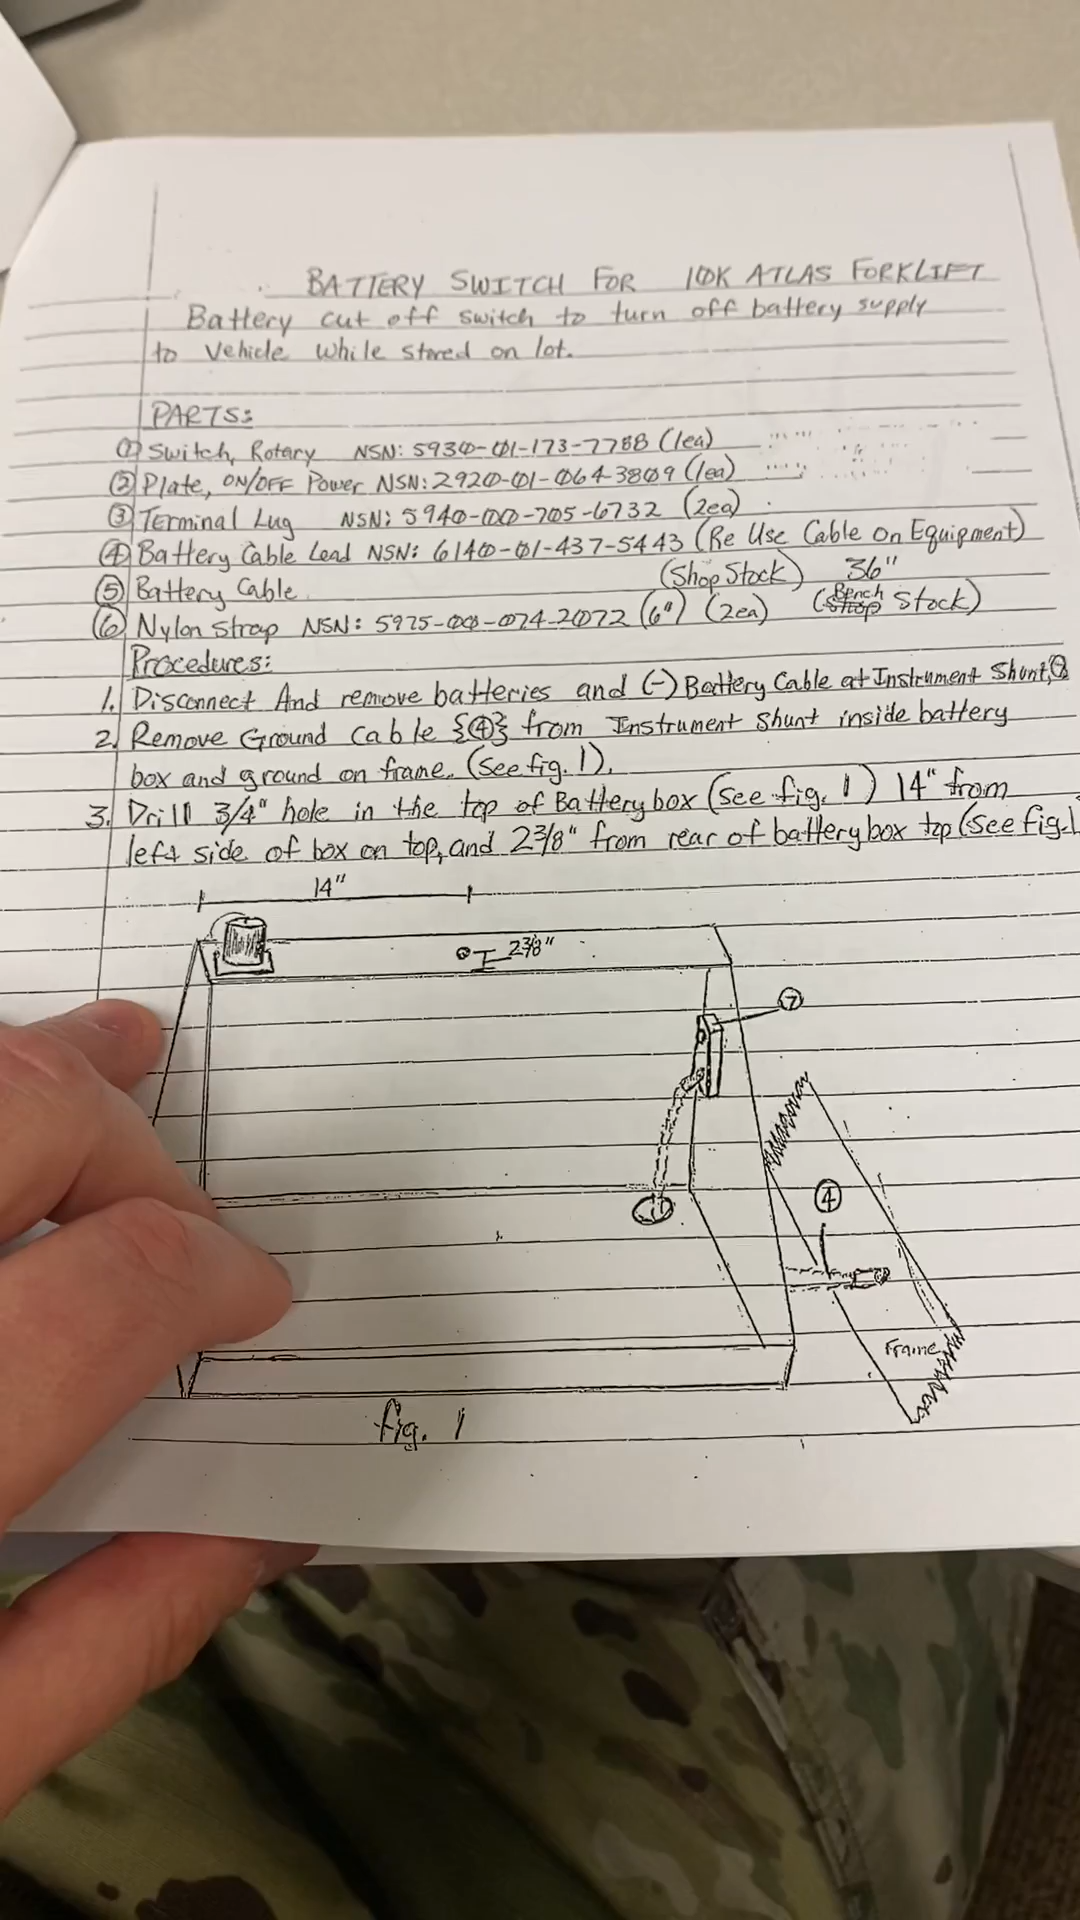 BATTERY SWITCH FOR 10K ATLAS FORKLIFT
Battery cut off switch to turn off battery supply
to Vehicle While stored on lot.
PARTS:
① Switch, Rotary NSN: 5930-01-173-7788 (1ea)
② Plate, ON/OFF Power NSN: 2920-01-064-3809 (1ea)
③ Terminal Lug NSN: 5940-00-705-6732 (2ea)
④ Battery Cable Lead NSN: 6140-01-437-5443 (Re Use Cable On Equipment)
⑤ Battery Cable (Shop Stock) 36"
⑥ Nylon Strap NSN: 5975-00-074-2072 (6") (2ea) (Bench Stock)
Procedures:
1. Disconnect And remove batteries and (-) Battery Cable at Instrument Shunt, ⑦
2. Remove Ground cable {④} from Instrument Shunt inside battery
box and ground on frame. (See fig. 1).
3. Drill 3/4" hole in the top of Battery box (see fig. 1) 14" from
left side of box on top, and 2 3/8" from rear of battery box top (see fig. 1)
14"
2 3/8"
⑦
④
Frame
fig. 1